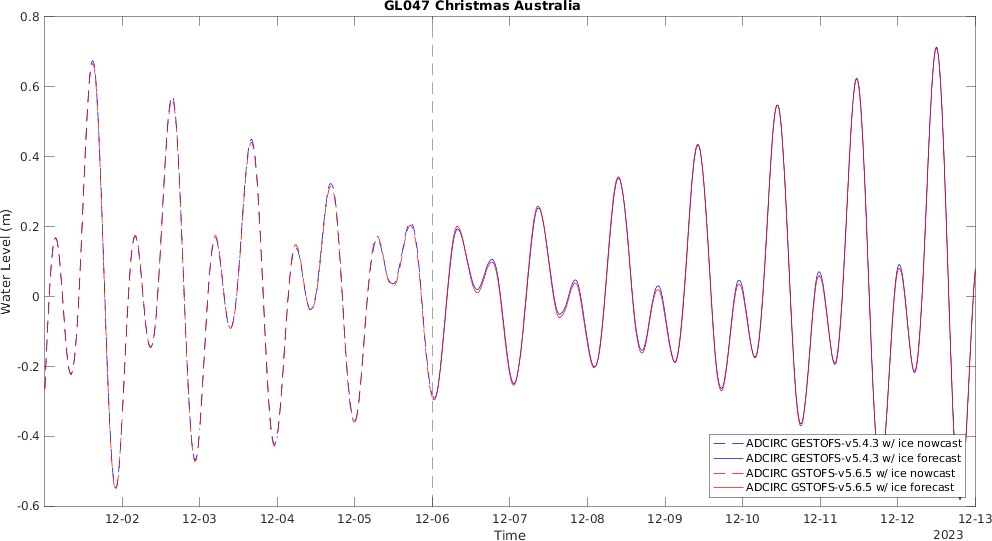 GL047 Christmas Australia
0.8
0.6
0.4
0.2
0
-0.2
-0.4
-0.6
Water Level (m)
ADCIRC GESTOFS-v5.4.3 w/ ice nowcast
ADCIRC GESTOFS-v5.4.3 w/ ice forecast
ADCIRC GSTOFS-v5.6.5 w/ ice nowcast
ADCIRC GSTOFS-v5.6.5 w/ ice forecast
12-02 12-03 12-04 12-05 12-06 12-07 12-08 12-09 12-10 12-11 12-12 12-13
Time
2023